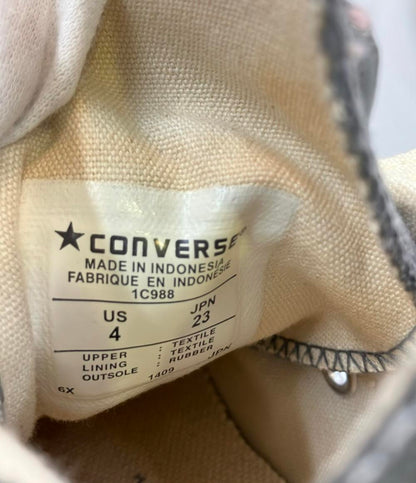 ★CONVERSE®
MADE IN INDONESIA
FABRIQUE EN INDONESIE
1C988
US JPN
4 23
UPPER : TEXTILE
LINING : TEXTILE
OUTSOLE : RUBBER
6X 1409 JPN